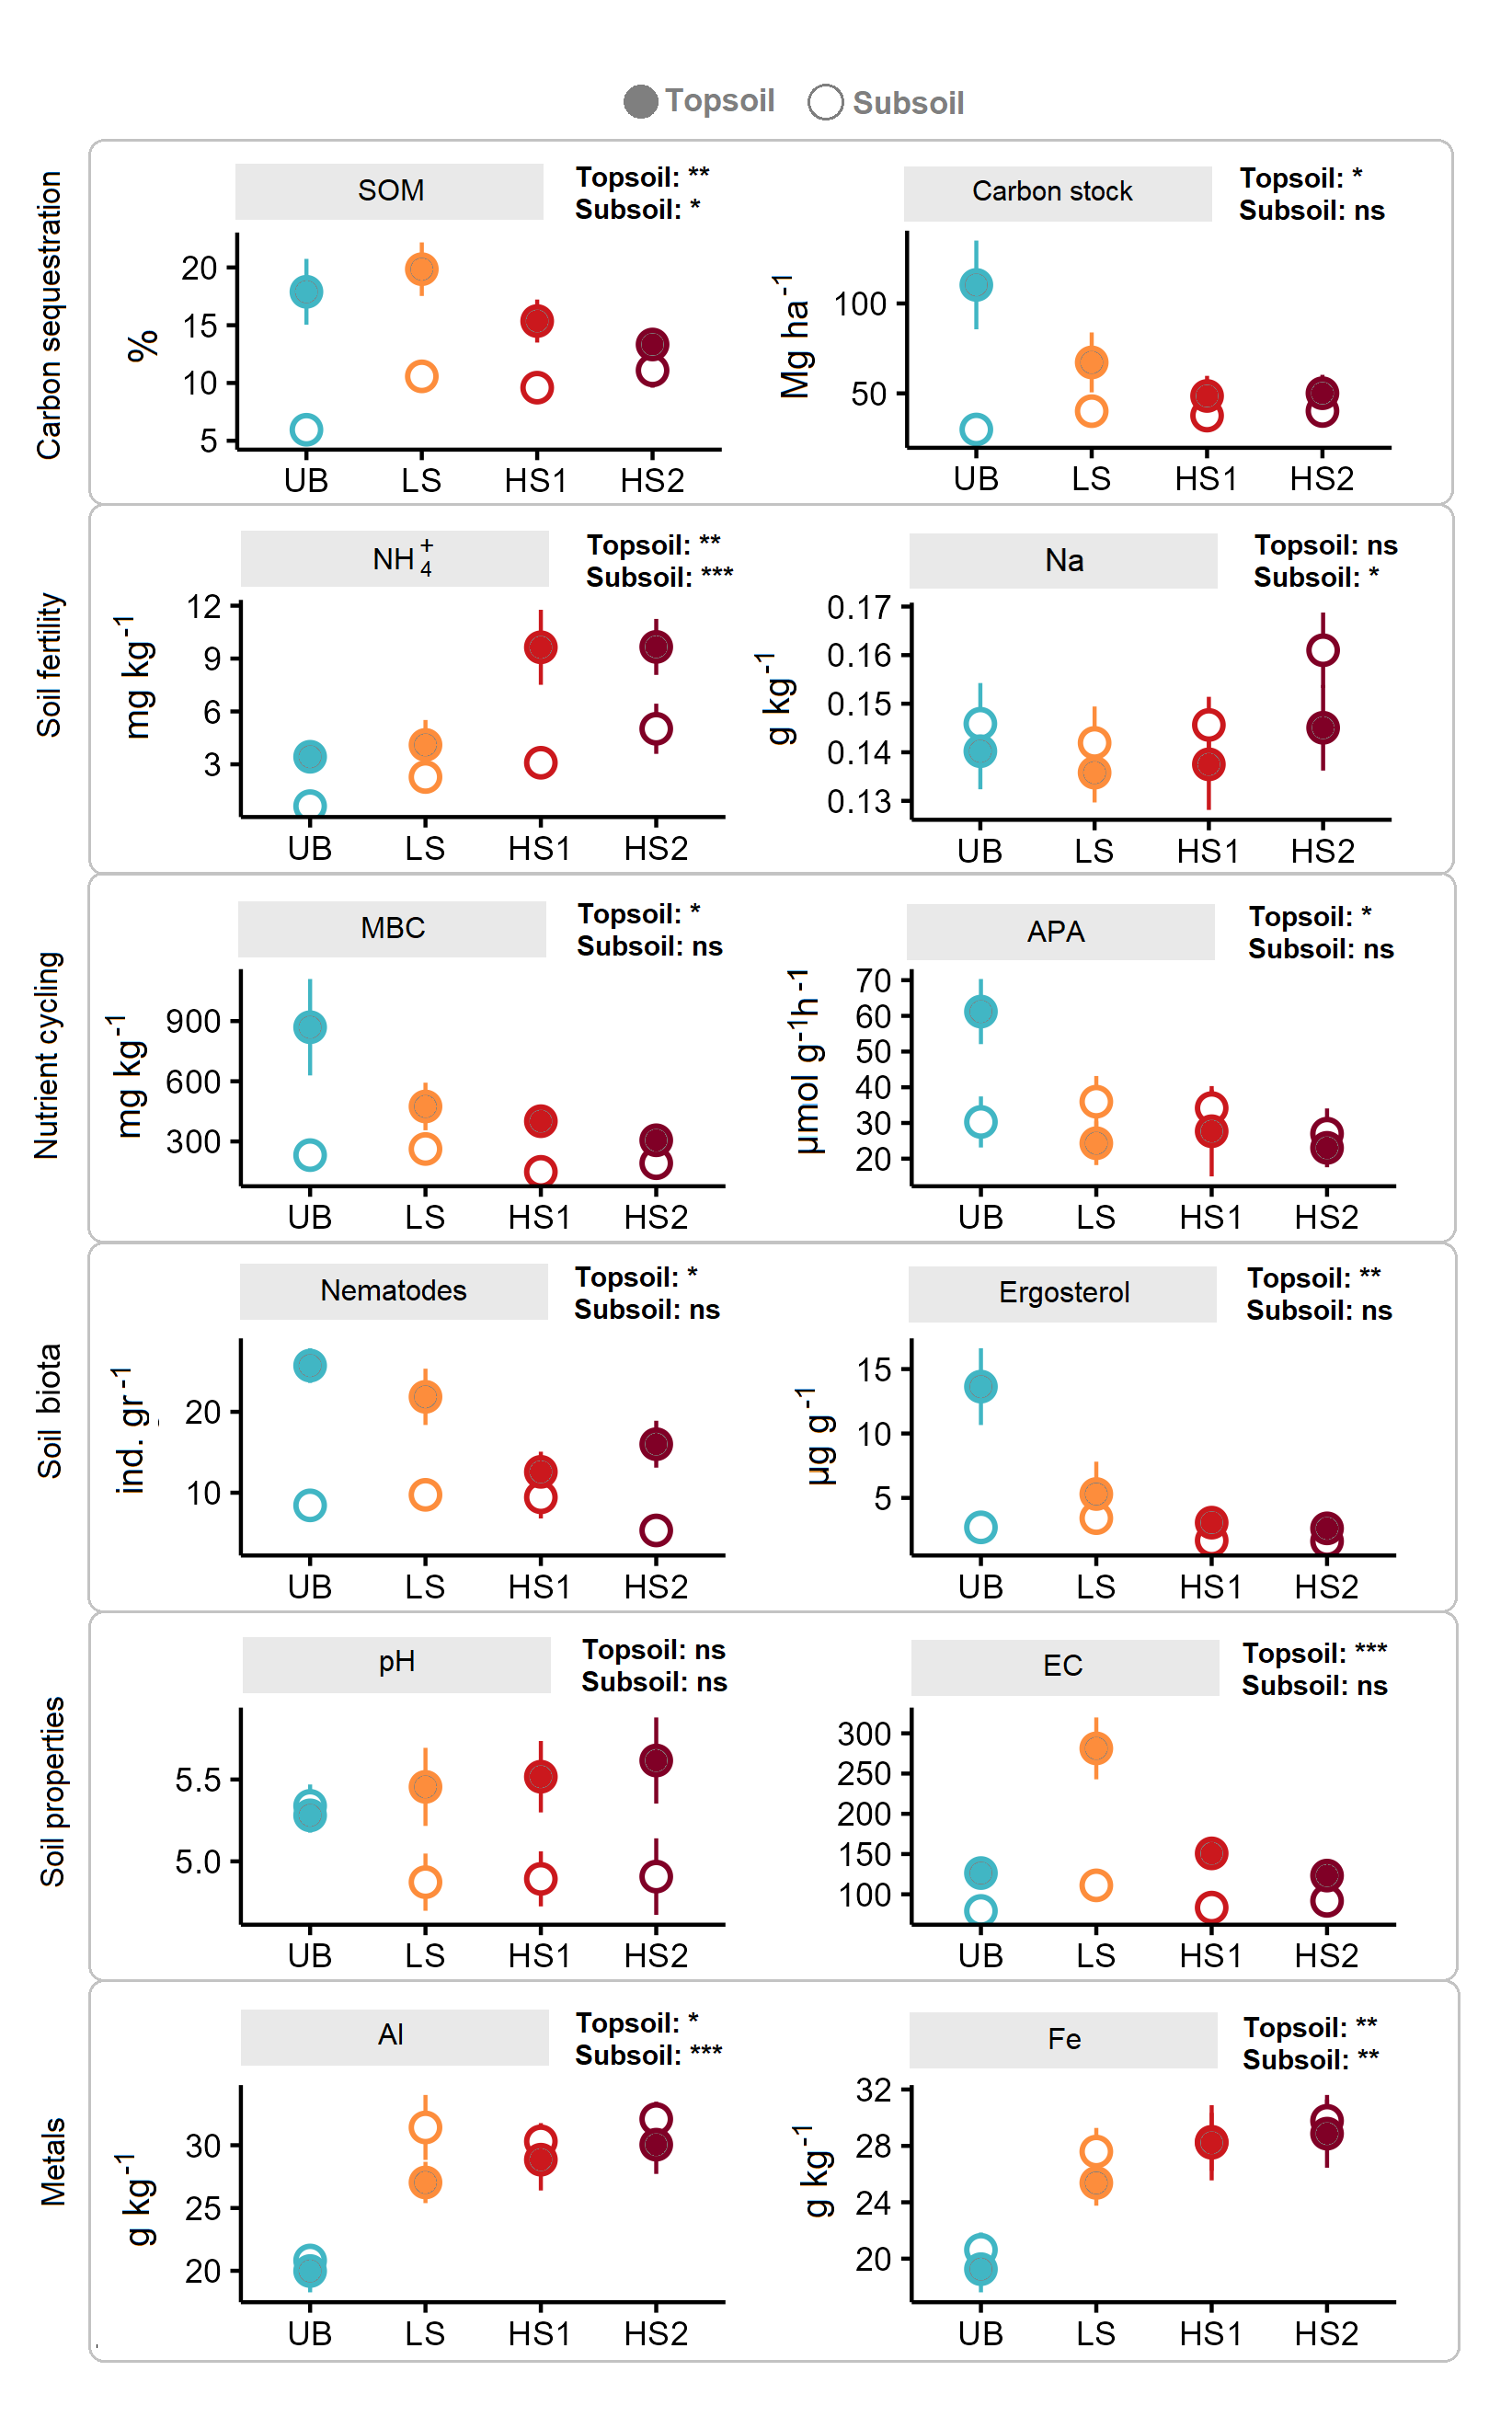 Topsoil Subsoil
Carbon sequestration
SOM
Topsoil: **
Subsoil: *
%
20
15
10
5
UB LS HS1 HS2
Carbon stock
Topsoil: *
Subsoil: ns
Mg ha-1
100
50
UB LS HS1 HS2
Soil fertility
NH4+
Topsoil: **
Subsoil: ***
mg kg-1
12
9
6
3
UB LS HS1 HS2
Na
Topsoil: ns
Subsoil: *
g kg-1
0.17
0.16
0.15
0.14
0.13
UB LS HS1 HS2
Nutrient cycling
MBC
Topsoil: *
Subsoil: ns
mg kg-1
900
600
300
UB LS HS1 HS2
APA
Topsoil: *
Subsoil: ns
µmol g-1h-1
70
60
50
40
30
20
UB LS HS1 HS2
Soil biota
Nematodes
Topsoil: *
Subsoil: ns
ind. gr-1
20
10
UB LS HS1 HS2
Ergosterol
Topsoil: **
Subsoil: ns
µg g-1
15
10
5
UB LS HS1 HS2
Soil properties
pH
Topsoil: ns
Subsoil: ns
5.5
5.0
UB LS HS1 HS2
EC
Topsoil: ***
Subsoil: ns
300
250
200
150
100
UB LS HS1 HS2
Metals
Al
Topsoil: *
Subsoil: ***
g kg-1
30
25
20
UB LS HS1 HS2
Fe
Topsoil: **
Subsoil: **
g kg-1
32
28
24
20
UB LS HS1 HS2